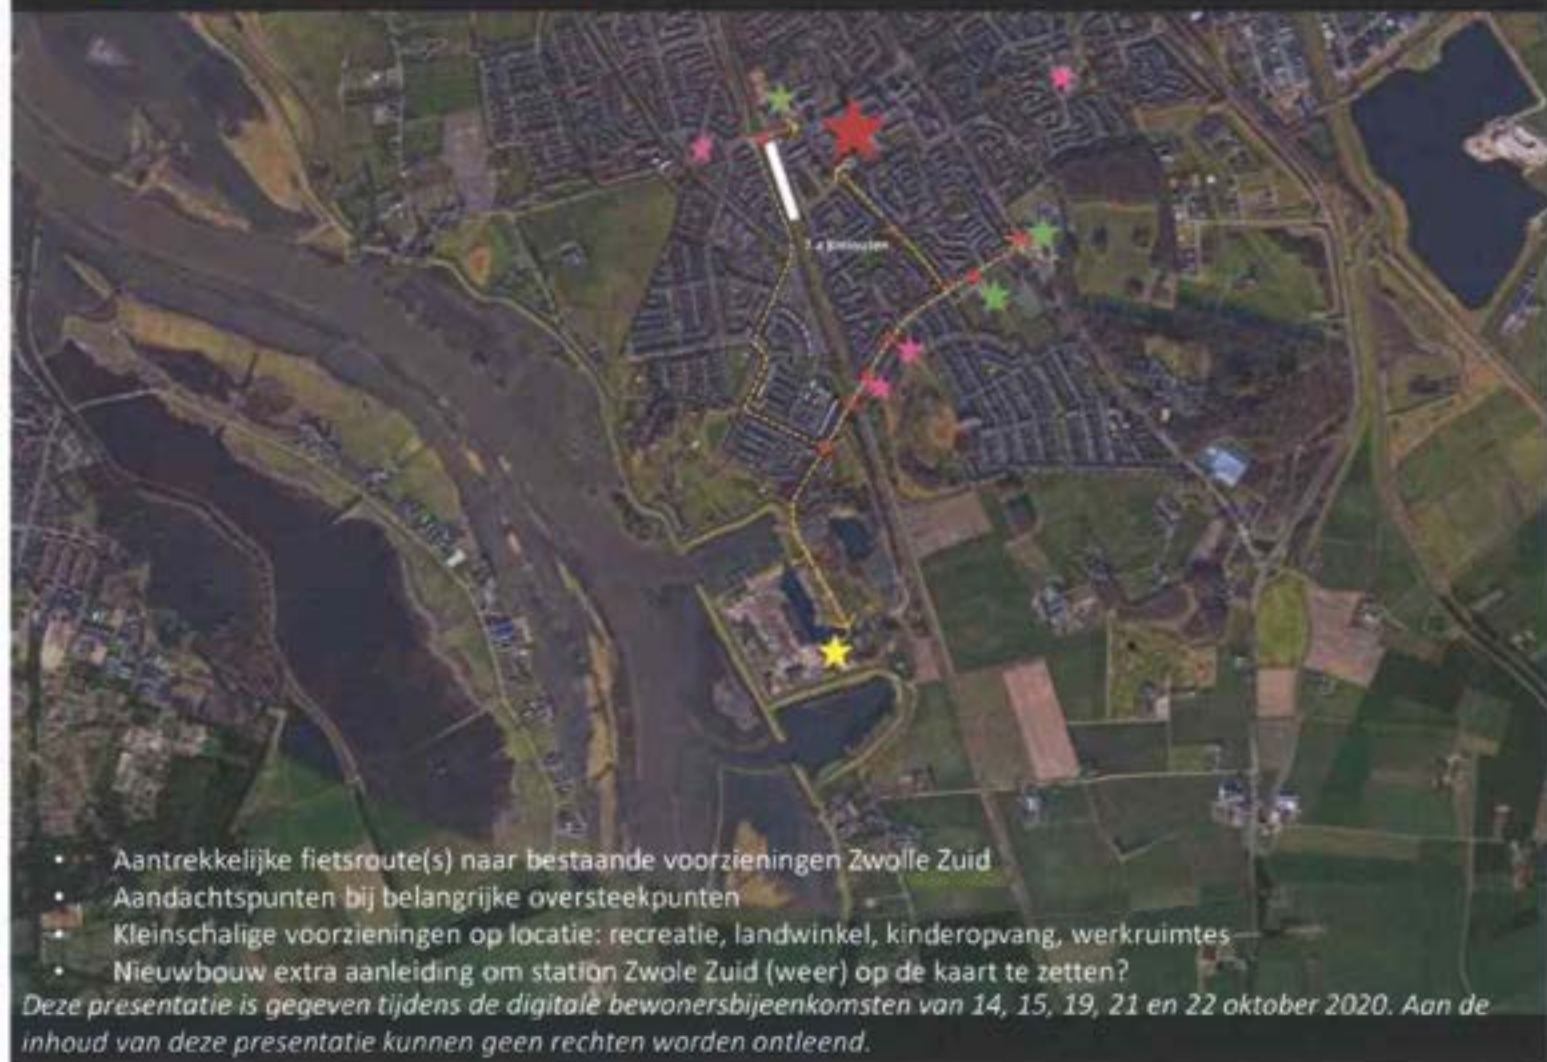 • Aantrekkelijke fietsroute(s) naar bestaande voorzieningen Zwolle Zuid
• Aandachtspunten bij belangrijke oversteekpunten
• Kleinschalige voorzieningen op locatie: recreatie, landwinkel, kinderopvang, werkruimtes
• Nieuwbouw extra aanleiding om station Zwole Zuid (weer) op de kaart te zetten?
Deze presentatie is gegeven tijdens de digitale bewonersbijeenkomsten van 14, 15, 19, 21 en 22 oktober 2020. Aan de
inhoud van deze presentatie kunnen geen rechten worden ontleend.